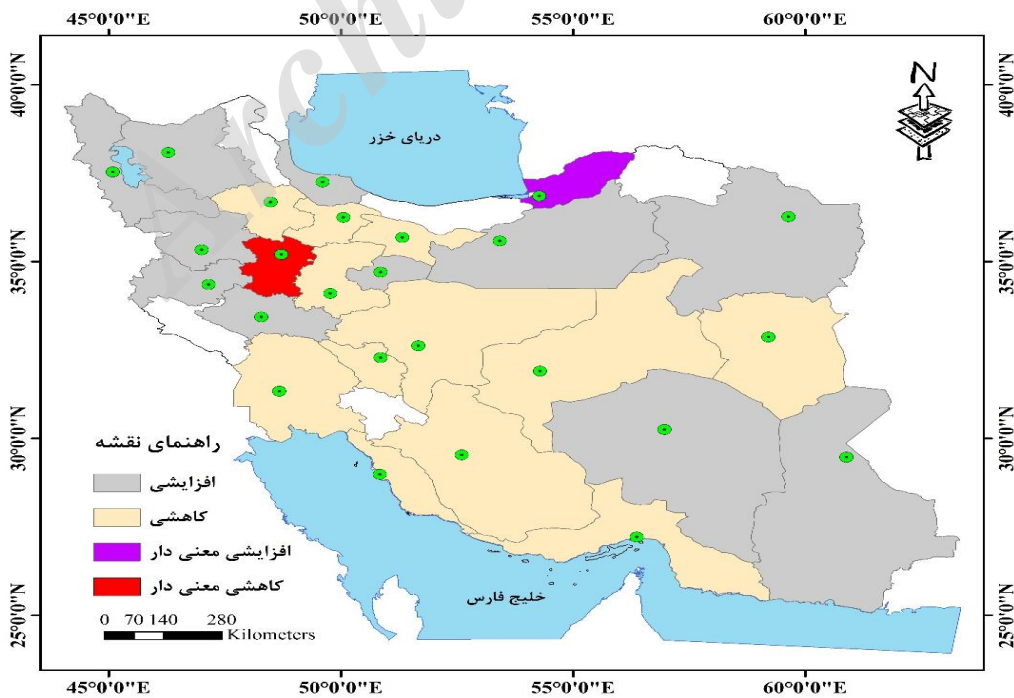 45°0'0"E 50°0'0"E 55°0'0"E 60°0'0"E
Archi
N
40°0'0"N 40°0'0"N
دریای خزر
35°0'0"N 35°0'0"N
30°0'0"N 30°0'0"N
راهنمای نقشه
افزایشی
کاهشی
افزایشی معنی دار
کاهشی معنی دار
خلیج فارس
25°0'0"N 25°0'0"N
0 70 140 280
Kilometers
45°0'0"E 50°0'0"E 55°0'0"E 60°0'0"E